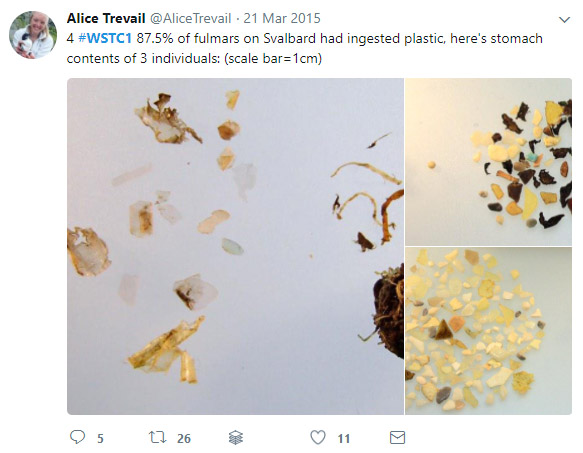 Alice Trevail @AliceTrevail · 21 Mar 2015
4 #WSTC1 87.5% of fulmars on Svalbard had ingested plastic, here's stomach
contents of 3 individuals: (scale bar=1cm)
5 26 11